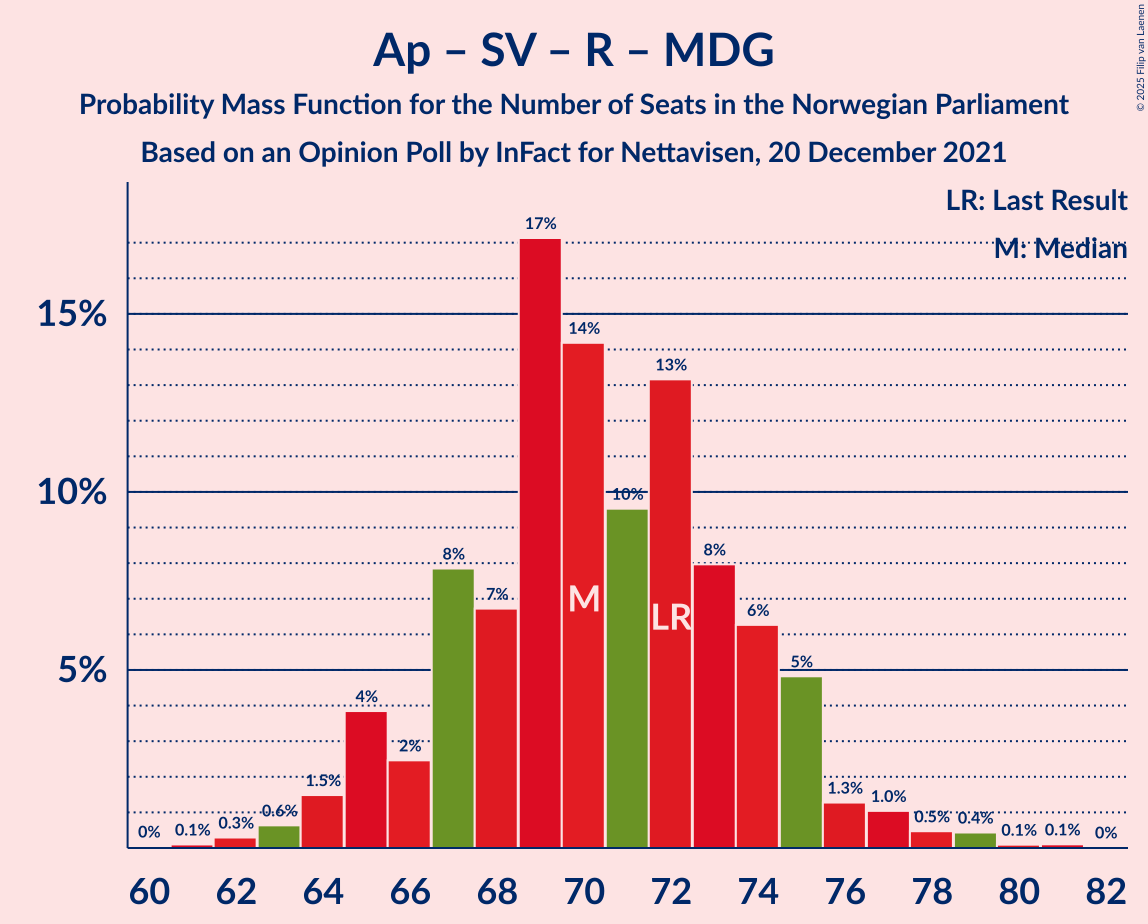 Ap – SV – R – MDG
Probability Mass Function for the Number of Seats in the Norwegian Parliament
Based on an Opinion Poll by InFact for Nettavisen, 20 December 2021
© 2025 Filip van Laenen
LR: Last Result
M: Median
15%
10%
5%
0%
0.1%
0.3%
0.6%
1.5%
4%
2%
8%
7%
17%
14%
10%
13%
8%
6%
5%
1.3%
1.0%
0.5%
0.4%
0.1%
0.1%
0%
M
LR
60 62 64 66 68 70 72 74 76 78 80 82